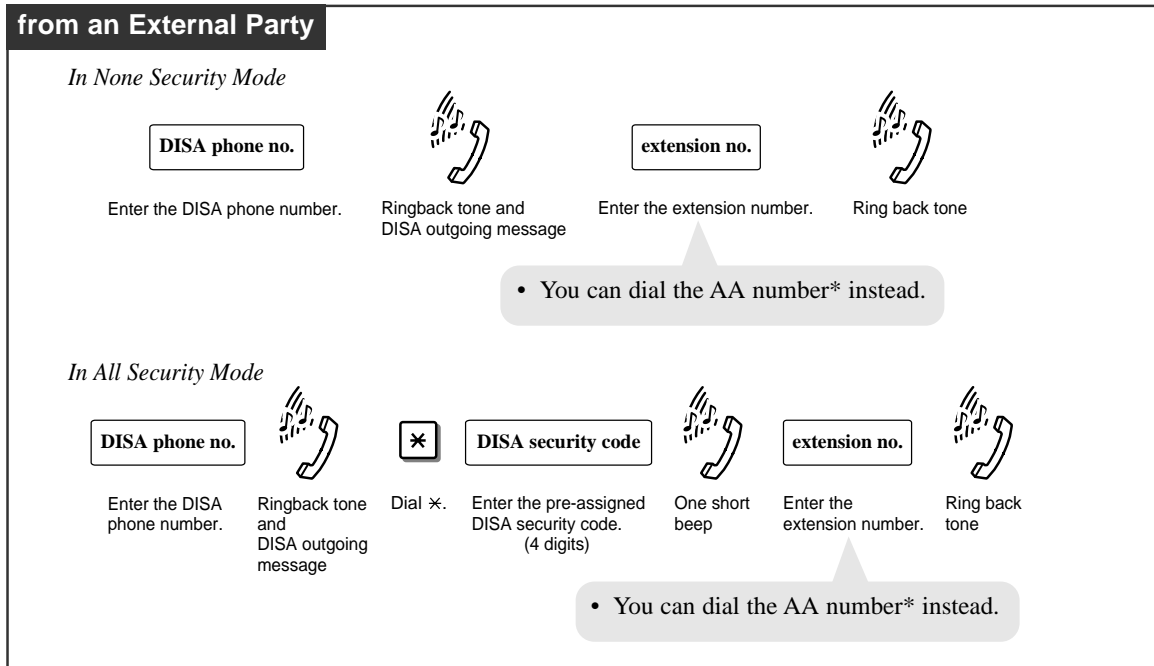 from an External Party
In None Security Mode
DISA phone no.
extension no.
Enter the DISA phone number.
Ringback tone and
DISA outgoing message
Enter the extension number.
Ring back tone
• You can dial the AA number* instead.
In All Security Mode
DISA phone no.
*
DISA security code
extension no.
Enter the DISA
phone number.
Ringback tone
and
DISA outgoing
message
Dial *.
Enter the pre-assigned
DISA security code.
(4 digits)
One short
beep
Enter the
extension number.
Ring back
tone
• You can dial the AA number* instead.